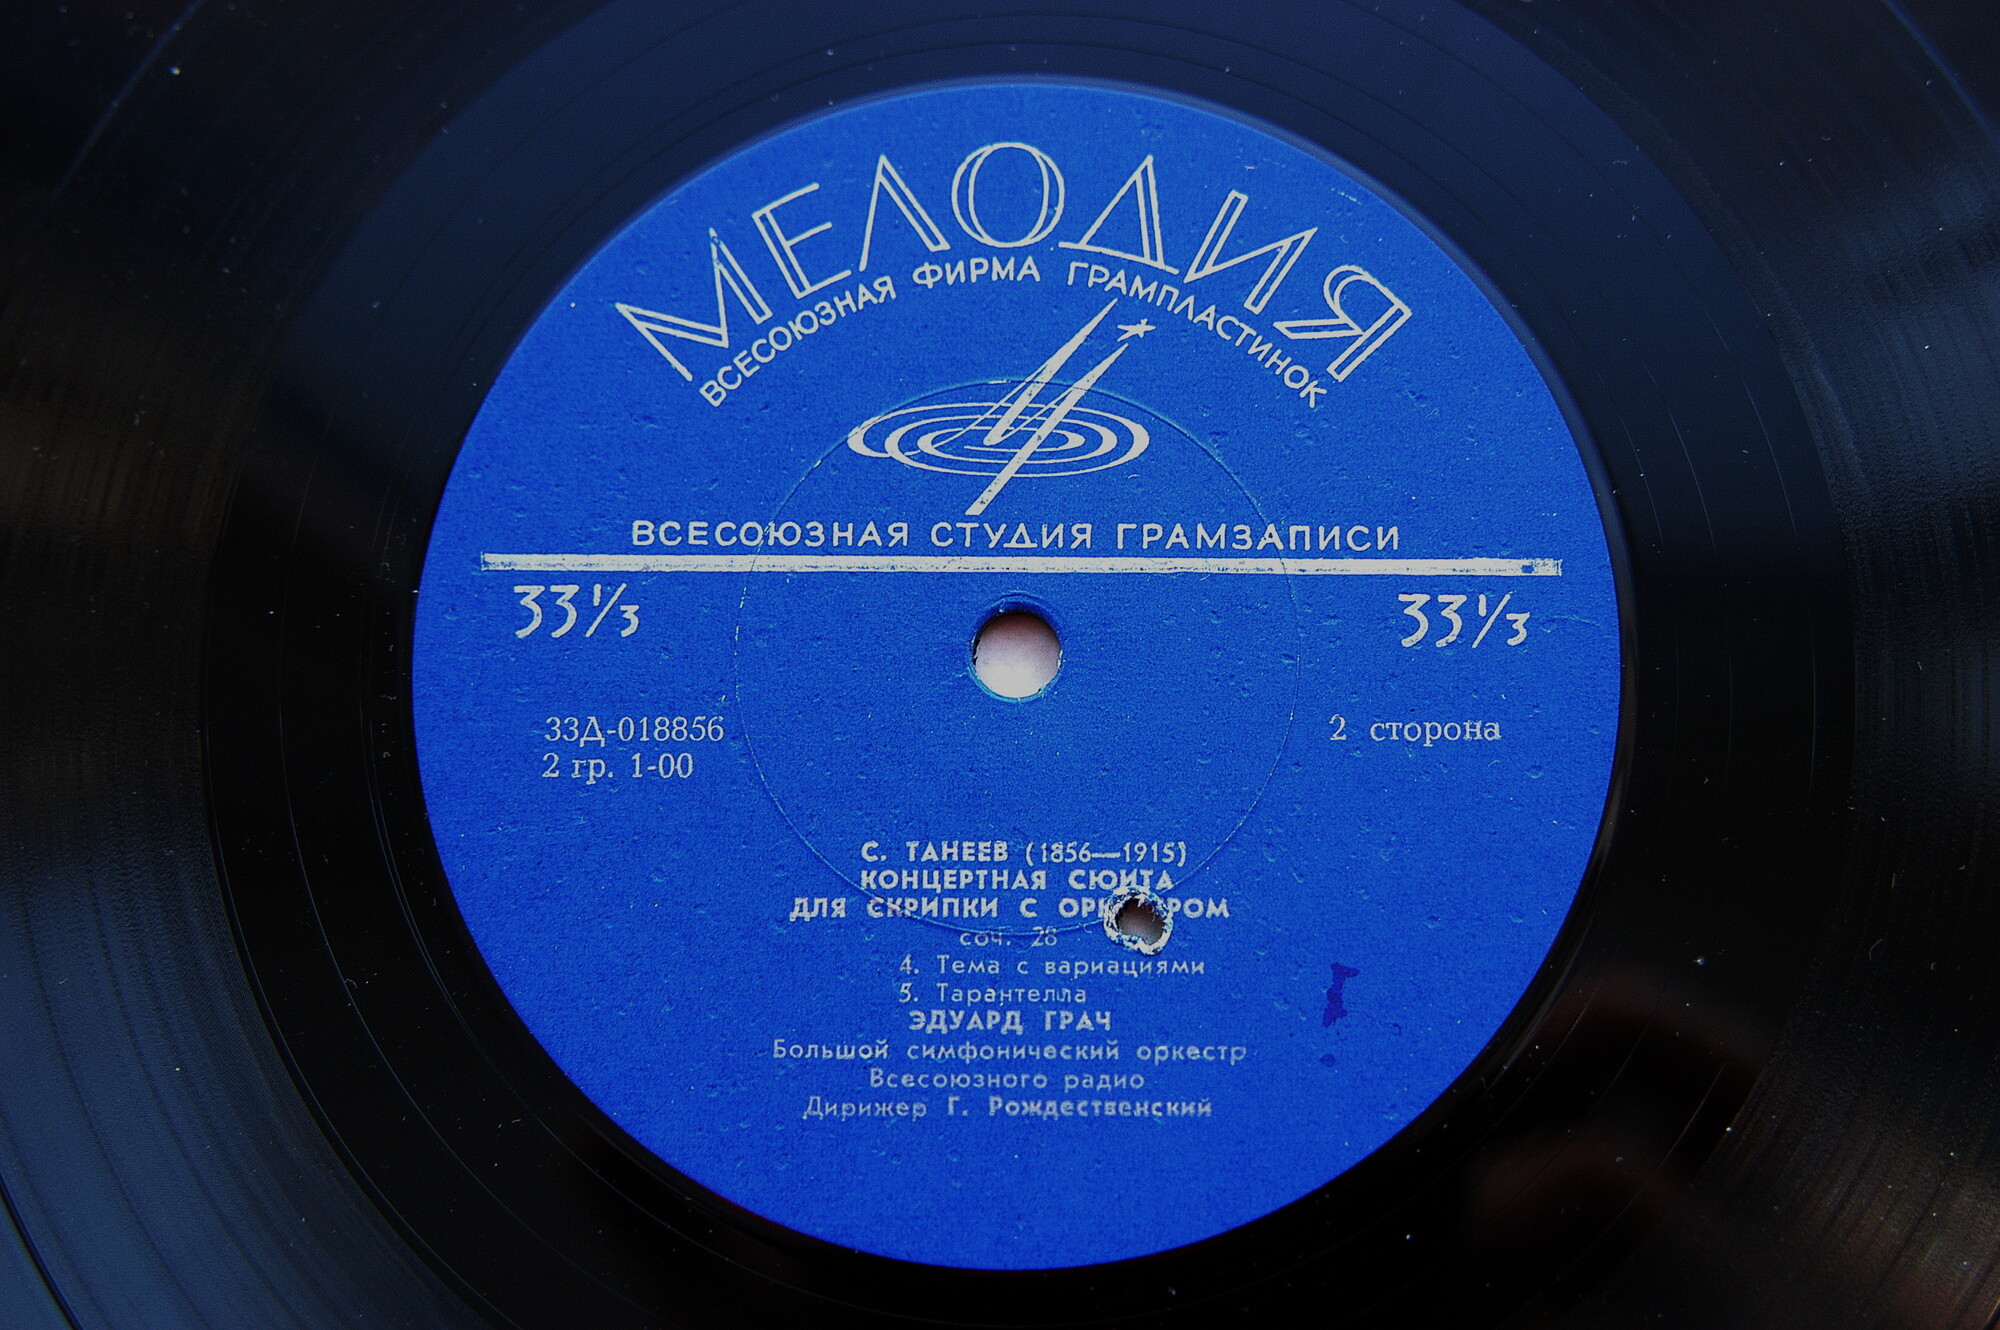 МЕЛОДИЯ
ВСЕСОЮЗНАЯ ФИРМА ГРАМПЛАСТИНОК
ВСЕСОЮЗНАЯ СТУДИЯ ГРАМЗАПИСИ
33⅓ 33⅓
33Д-018856 2 сторона
2 гр. 1-00
С. ТАНЕЕВ (1856—1915)
КОНЦЕРТНАЯ СЮИТА
ДЛЯ СКРИПКИ С
соч. 28
4. Тема с вариациями
5. Тарантелла
ЭДУАРД ГРАЧ
Большой симфонический оркестр
Всесоюзного радио
Дирижер Г. Рождественский